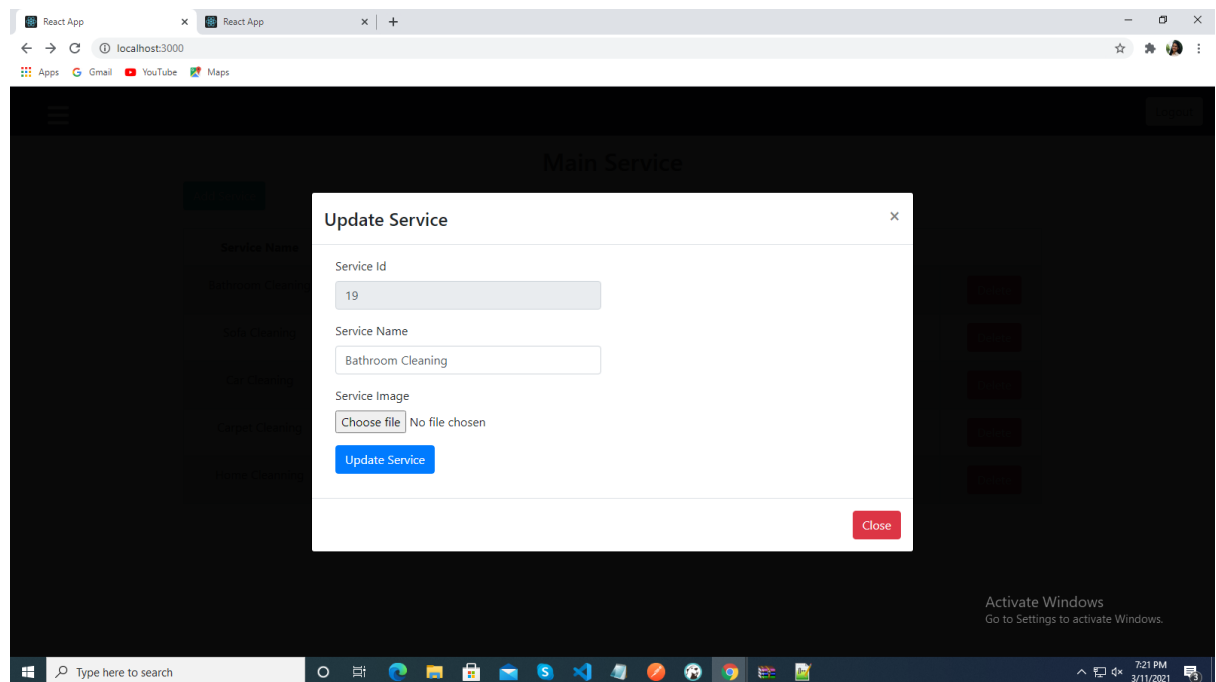 React App
React App
localhost:3000
Apps Gmail YouTube Maps
Main Service
Service Name
Update Service
×
Service Id
19
Bathroom Cleaning
Service Name
Sofa Cleaning
Bathroom Cleaning
Car Cleaning
Service Image
Choose file No file chosen
Carpet Cleaning
Update Service
Home Cleaning
Close
Activate Windows
Go to Settings to activate Windows.
Type here to search
7:21 PM
3/11/2021